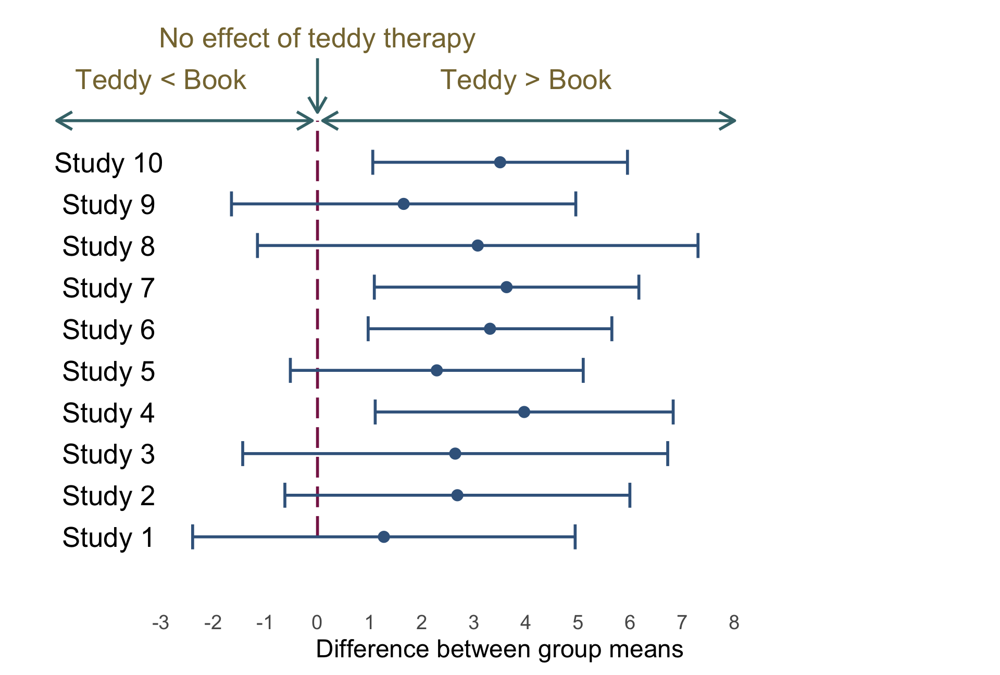 No effect of teddy therapy
Teddy < Book
Teddy > Book
Study 10
Study 9
Study 8
Study 7
Study 6
Study 5
Study 4
Study 3
Study 2
Study 1
-3 -2 -1 0 1 2 3 4 5 6 7 8
Difference between group means